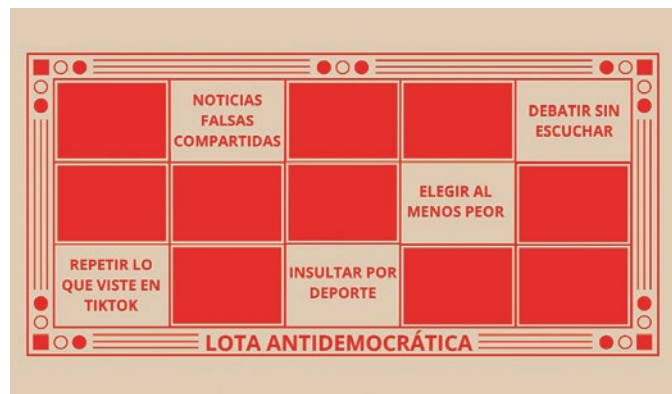 NOTICIAS
FALSAS
COMPARTIDAS
DEBATIR SIN
ESCUCHAR
ELEGIR AL
MENOS PEOR
REPETIR LO
QUE VISTE EN
TIKTOK
INSULTAR POR
DEPORTE
LOTA ANTIDEMOCRÁTICA